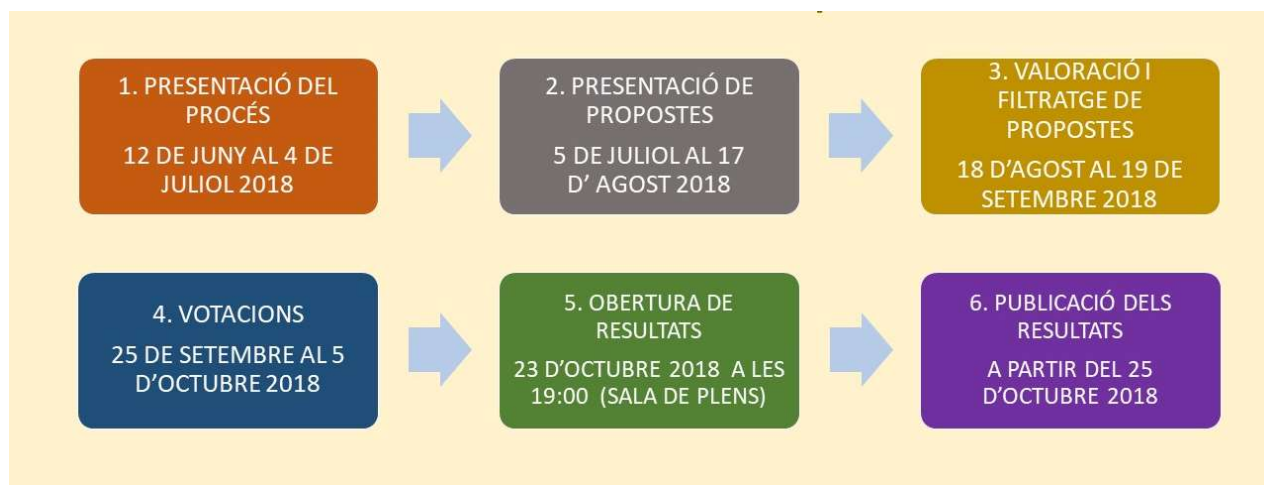 1. PRESENTACIÓ DEL
PROCÉS
12 DE JUNY AL 4 DE
JULIOL 2018
2. PRESENTACIÓ DE
PROPOSTES
5 DE JULIOL AL 17
D’ AGOST 2018
3. VALORACIÓ I
FILTRATGE DE
PROPOSTES
18 D’AGOST AL 19 DE
SETEMBRE 2018
4. VOTACIONS
25 DE SETEMBRE AL 5
D’OCTUBRE 2018
5. OBERTURA DE
RESULTATS
23 D’OCTUBRE 2018 A LES
19:00 (SALA DE PLENS)
6. PUBLICACIÓ DELS
RESULTATS
A PARTIR DEL 25
D’OCTUBRE 2018